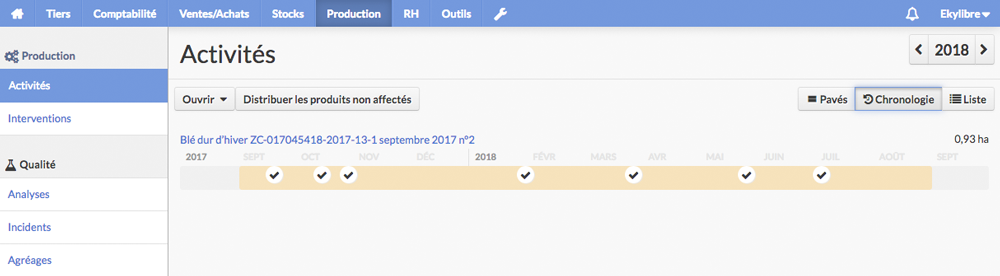 Tiers Comptabilité Ventes/Achats Stocks Production RH Outils Ekylibre
Production
Activités
Interventions
Qualité
Analyses
Incidents
Agréages
Activités
2018
Ouvrir Distribuer les produits non affectés Pavés Chronologie Liste
Blé dur d'hiver ZC-017045418-2017-13-1 septembre 2017 n°2 0,93 ha
2017 SEPT OCT NOV DÉC 2018 FÉVR MARS AVR MAI JUIN JUIL AOÛT SEPT